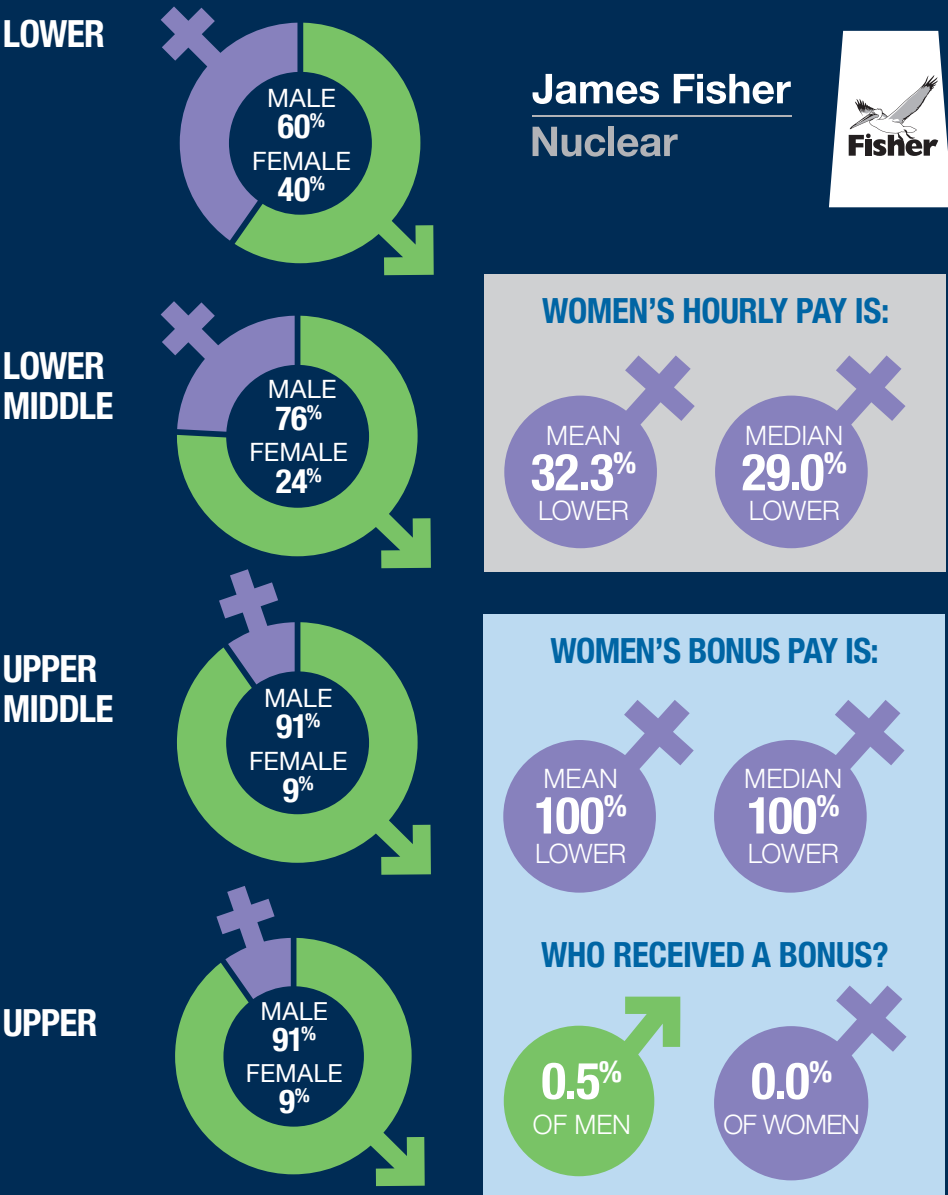 LOWER
MALE
60%
FEMALE
40%
James Fisher
Nuclear
Fisher
LOWER
MIDDLE
MALE
76%
FEMALE
24%
WOMEN'S HOURLY PAY IS:
MEAN
32.3%
LOWER
MEDIAN
29.0%
LOWER
UPPER
MIDDLE
MALE
91%
FEMALE
9%
WOMEN'S BONUS PAY IS:
MEAN
100%
LOWER
MEDIAN
100%
LOWER
UPPER
MALE
91%
FEMALE
9%
WHO RECEIVED A BONUS?
0.5%
OF MEN
0.0%
OF WOMEN